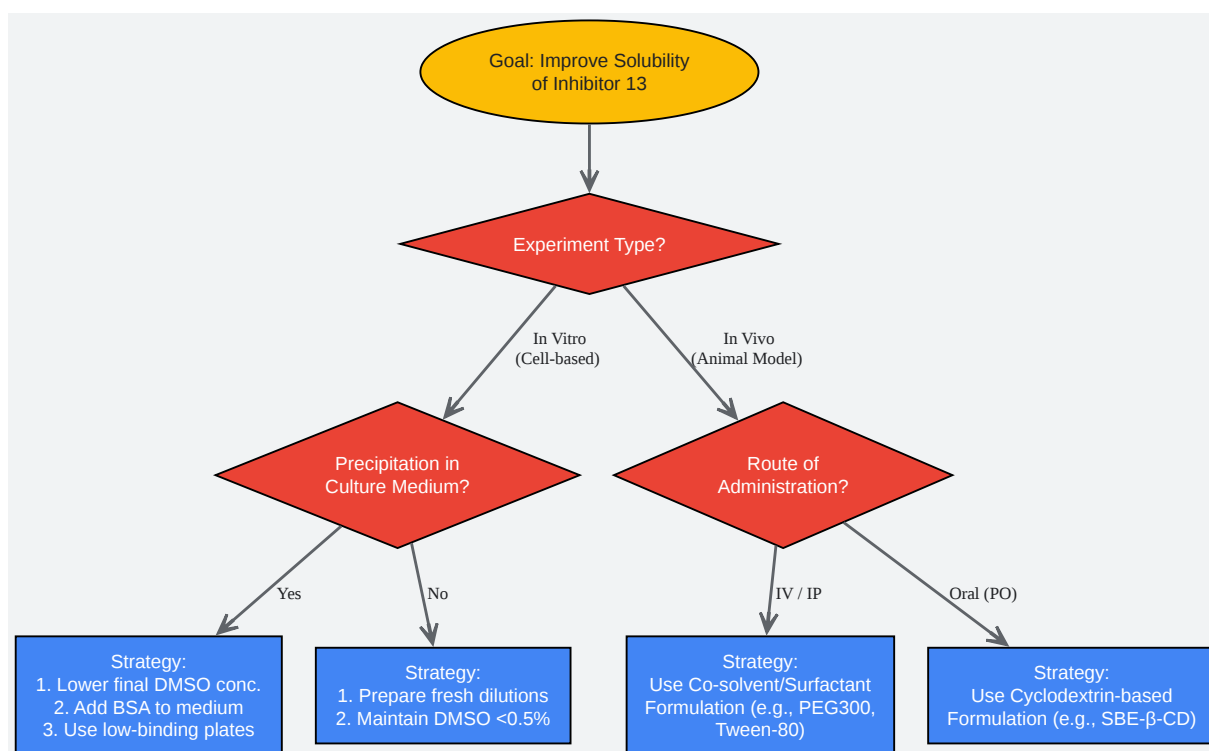 Goal: Improve Solubility
of Inhibitor 13
Experiment Type?
In Vitro
(Cell-based)
In Vivo
(Animal Model)
Precipitation in
Culture Medium?
Route of
Administration?
Yes
No
IV / IP
Oral (PO)
Strategy:
1. Lower final DMSO conc.
2. Add BSA to medium
3. Use low-binding plates
Strategy:
1. Prepare fresh dilutions
2. Maintain DMSO <0.5%
Strategy:
Use Co-solvent/Surfactant
Formulation (e.g., PEG300,
Tween-80)
Strategy:
Use Cyclodextrin-based
Formulation (e.g., SBE-β-CD)